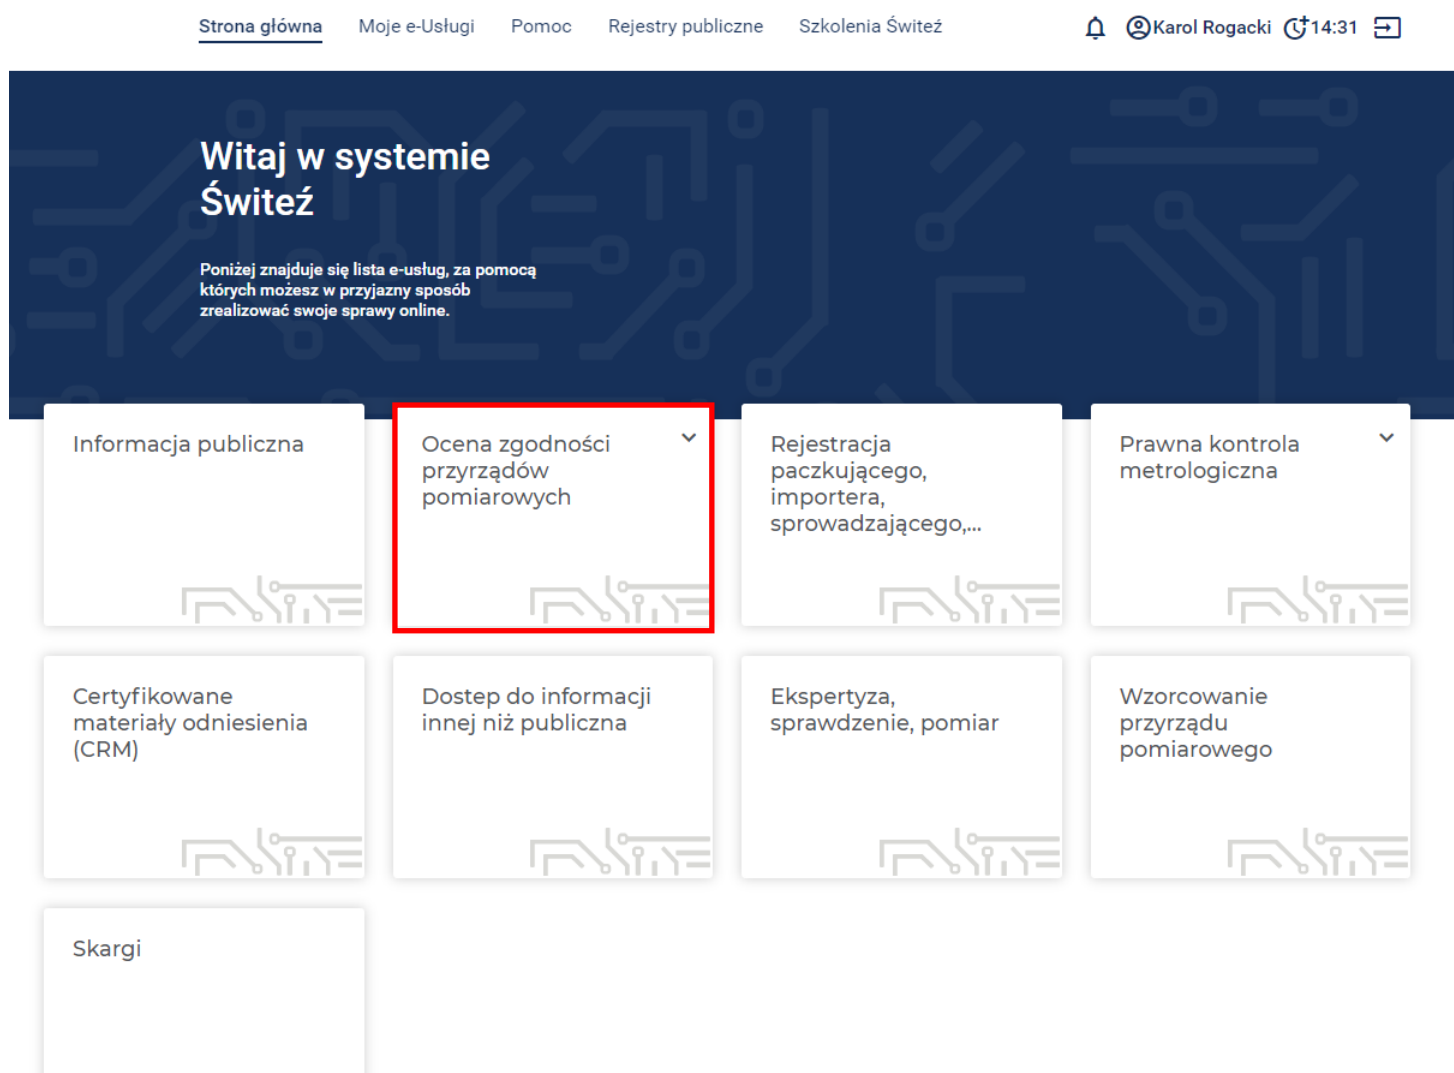 Strona główna Moje e-Usługi Pomoc Rejestry publiczne Szkolenia Świteź Karol Rogacki 14:31
Witaj w systemie
Świteź
Poniżej znajduje się lista e-usług, za pomocą
których możesz w przyjazny sposób
zrealizować swoje sprawy online.
Informacja publiczna
Ocena zgodności
przyrządów
pomiarowych
Rejestracja
paczkującego,
importera,
sprowadzającego,...
Prawna kontrola
metrologiczna
Certyfikowane
materiały odniesienia
(CRM)
Dostep do informacji
innej niż publiczna
Ekspertyza,
sprawdzenie, pomiar
Wzorcowanie
przyrządu
pomiarowego
Skargi